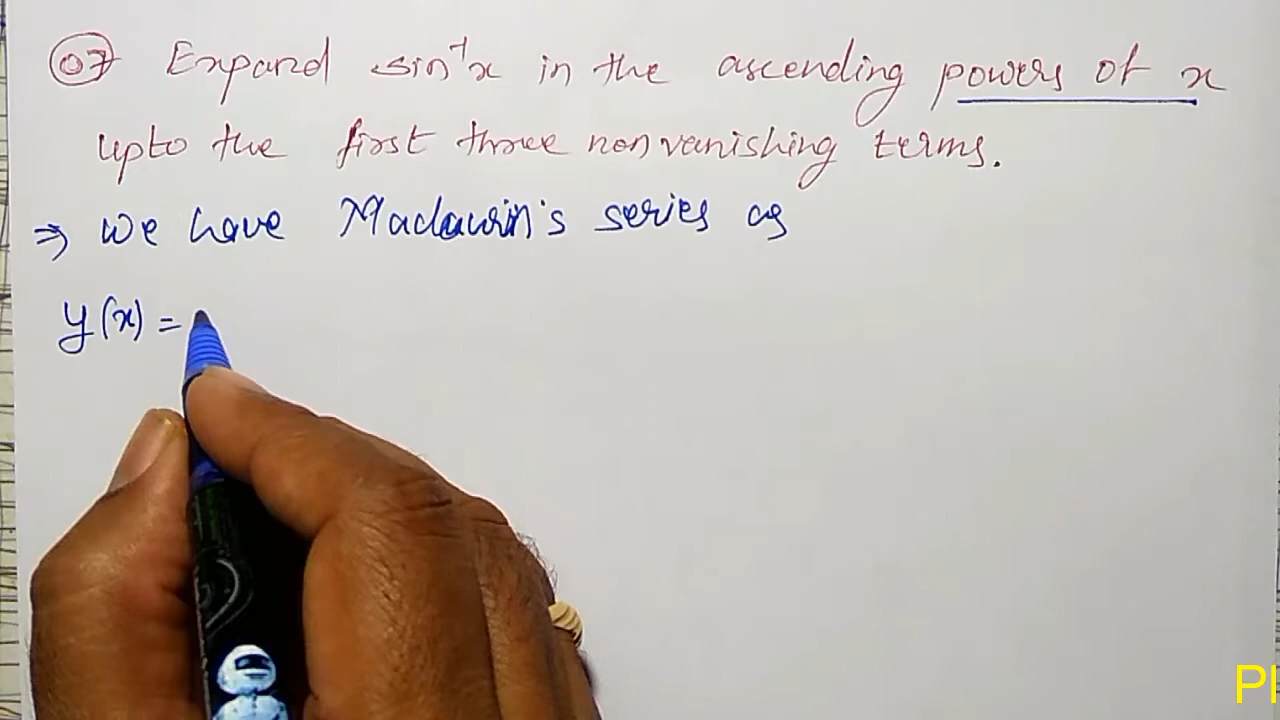 07 Expand sin⁻¹x in the ascending powers of x
upto the first three nonvanishing terms.
⇒ We have Maclaurin's series as
y(x) =
PI